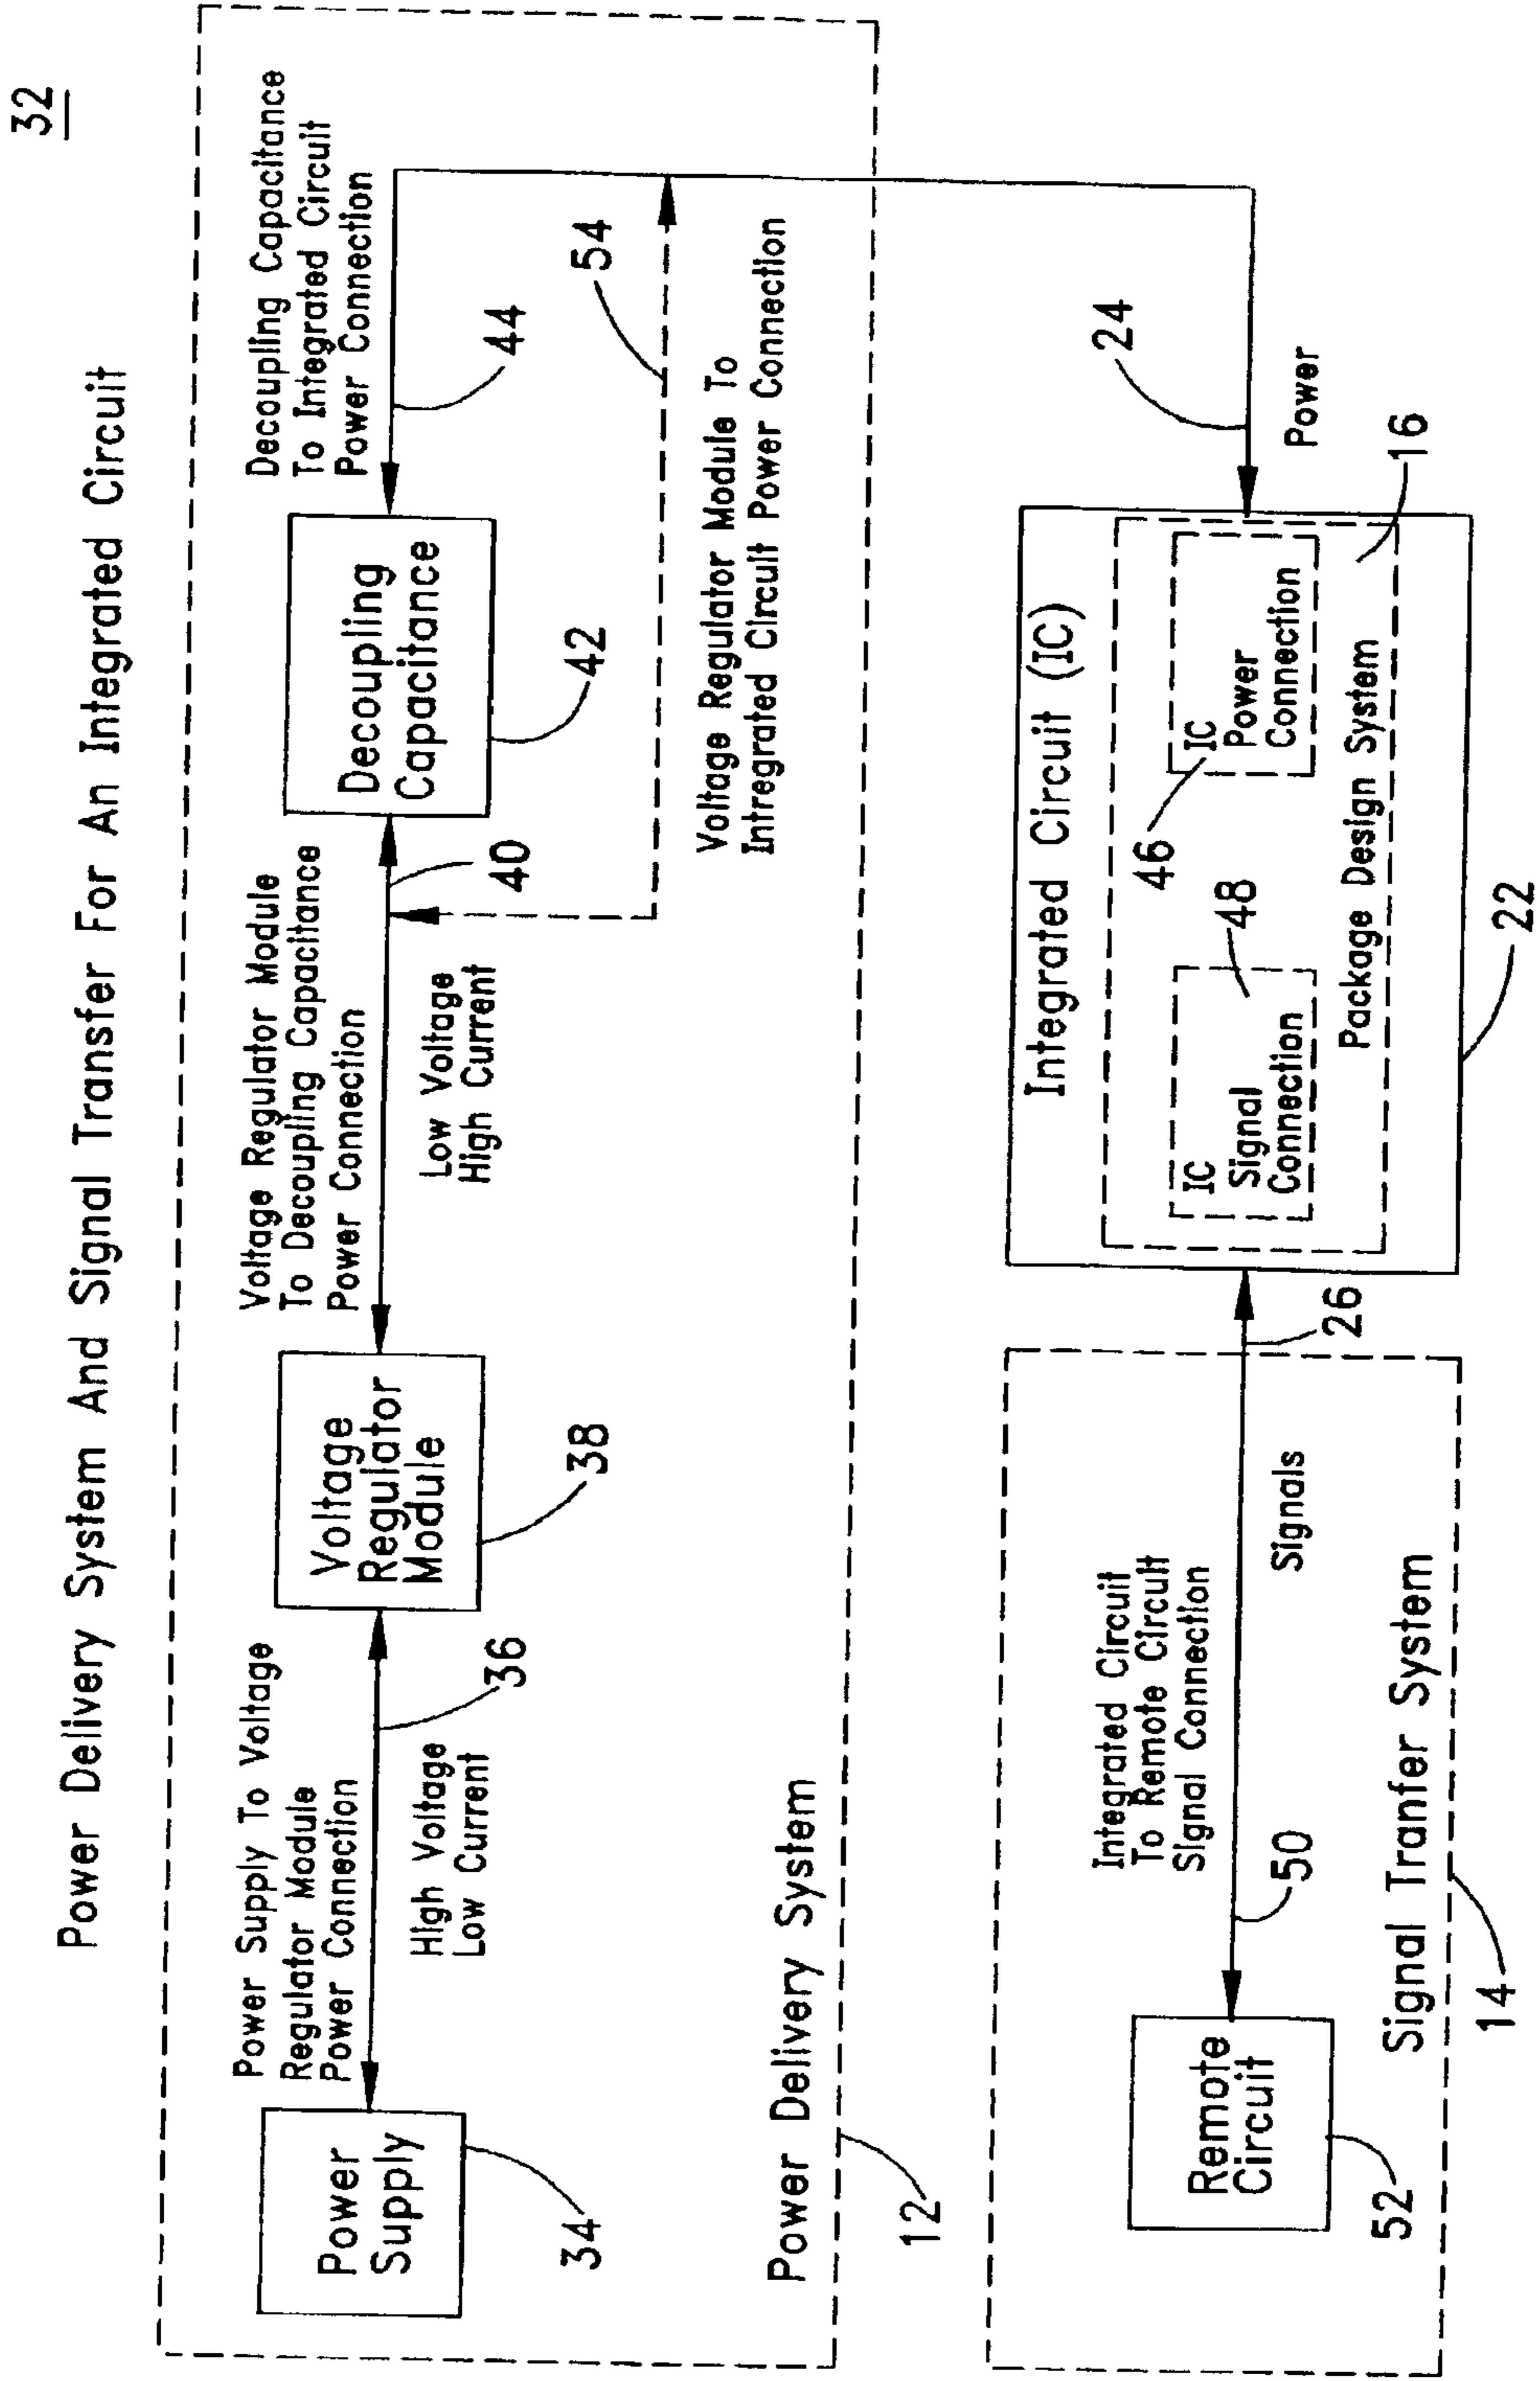 32
Power Delivery System And Signal Transfer For An Integrated Circuit
Power Supply To Voltage
Regulator Module
Power Connection
Voltage Regulator Module
To Decoupling Capacitance
Power Connection
Decoupling Capacitance
To Integrated Circuit
Power Connection
Power
Supply
34
High Voltage
Low Current
36
Voltage
Regulator
Module
38
Low Voltage
High Current
40
Decoupling
Capacitance
42
44
54
Voltage Regulator Module To
Intregrated Circuit Power Connection
Power Delivery System
12
Remote
Circuit
52
Integrated Circuit
To Remote Circuit
Signal Connection
50
Signals
26
Signal Tranfer System
14
Integrated Circuit (IC)
IC
Signal
Connection
48
46
IC
Power
Connection
Package Design System
16
22
24
Power